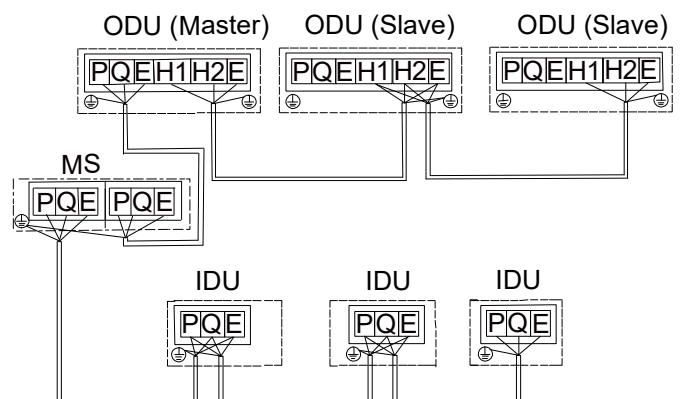 ODU (Master) ODU (Slave) ODU (Slave)
PQEH1H2E PQEH1H2E PQEH1H2E
MS
PQE PQE
IDU IDU IDU
PQE PQE PQE